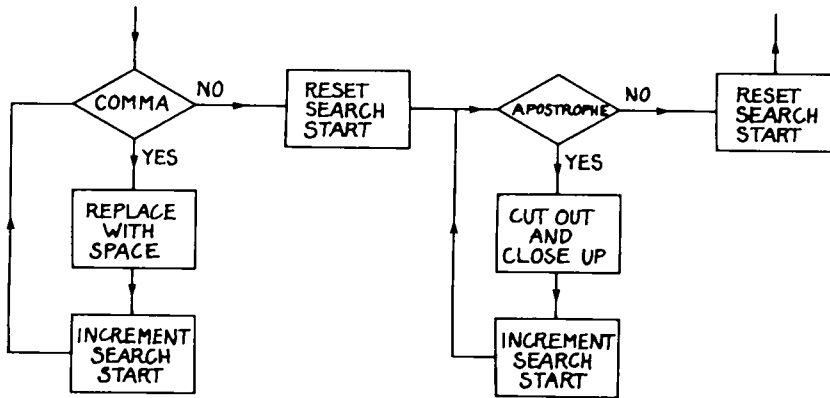 COMMA
NO
YES
REPLACE
WITH
SPACE
INCREMENT
SEARCH
START
RESET
SEARCH
START
APOSTROPHE
NO
YES
CUT OUT
AND
CLOSE UP
INCREMENT
SEARCH
START
RESET
SEARCH
START